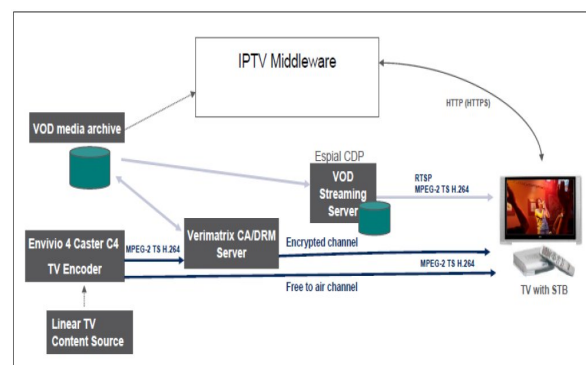 IPTV Middleware
HTTP (HTTPS)
VOD media archive
Espial CDP
VOD
Streaming
Server
RTSP
MPEG-2 TS H.264
Envivio 4 Caster C4
TV Encoder
MPEG-2 TS H.264
Verimatrix CA/DRM
Server
Encrypted channel
MPEG-2 TS H.264
Free to air channel
TV with STB
Linear TV
Content Source